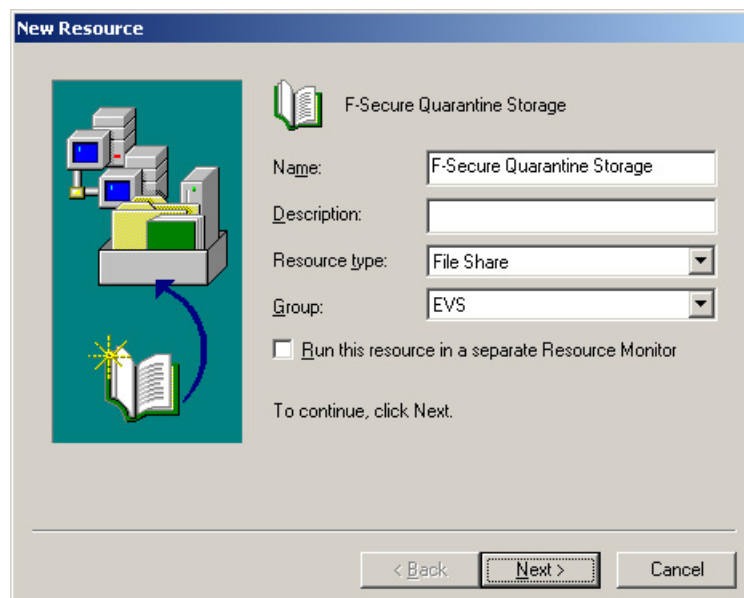 New Resource
F-Secure Quarantine Storage
Name: F-Secure Quarantine Storage
Description:
Resource type: File Share
Group: EVS
Run this resource in a separate Resource Monitor
To continue, click Next.
< Back Next > Cancel